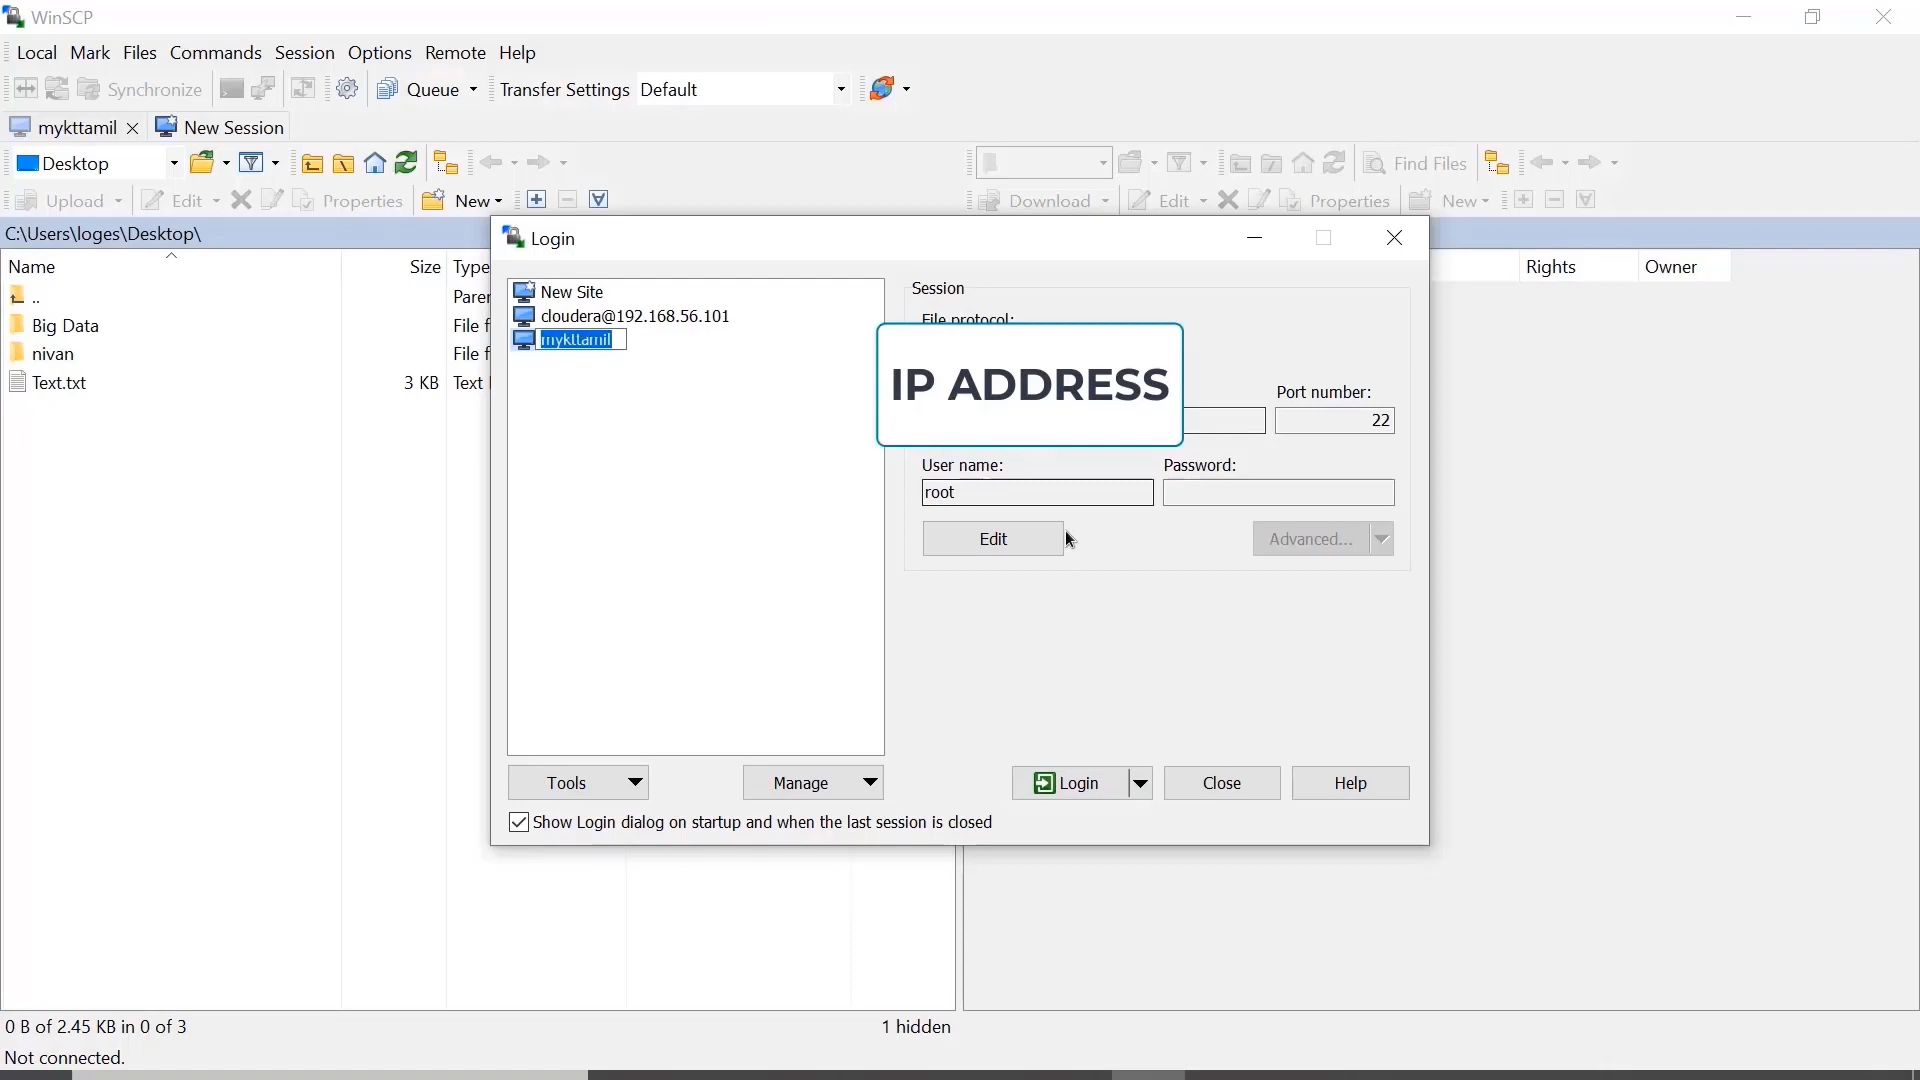 WinSCP
Local Mark Files Commands Session Options Remote Help
Synchronize Queue Transfer Settings Default
mykttamil New Session
Desktop Find Files
Upload Edit Properties New Download Edit Properties New
C:\Users\loges\Desktop\
Name Size Type Rights Owner
..
Big Data
nivan
Text.txt 3 KB Text
Login
New Site
cloudera@192.168.56.101
mykttamil
Session
File protocol:
IP ADDRESS
Port number:
22
User name: Password:
root
Edit Advanced...
Tools Manage Login Close Help
Show Login dialog on startup and when the last session is closed
0 B of 2.45 KB in 0 of 3 1 hidden
Not connected.